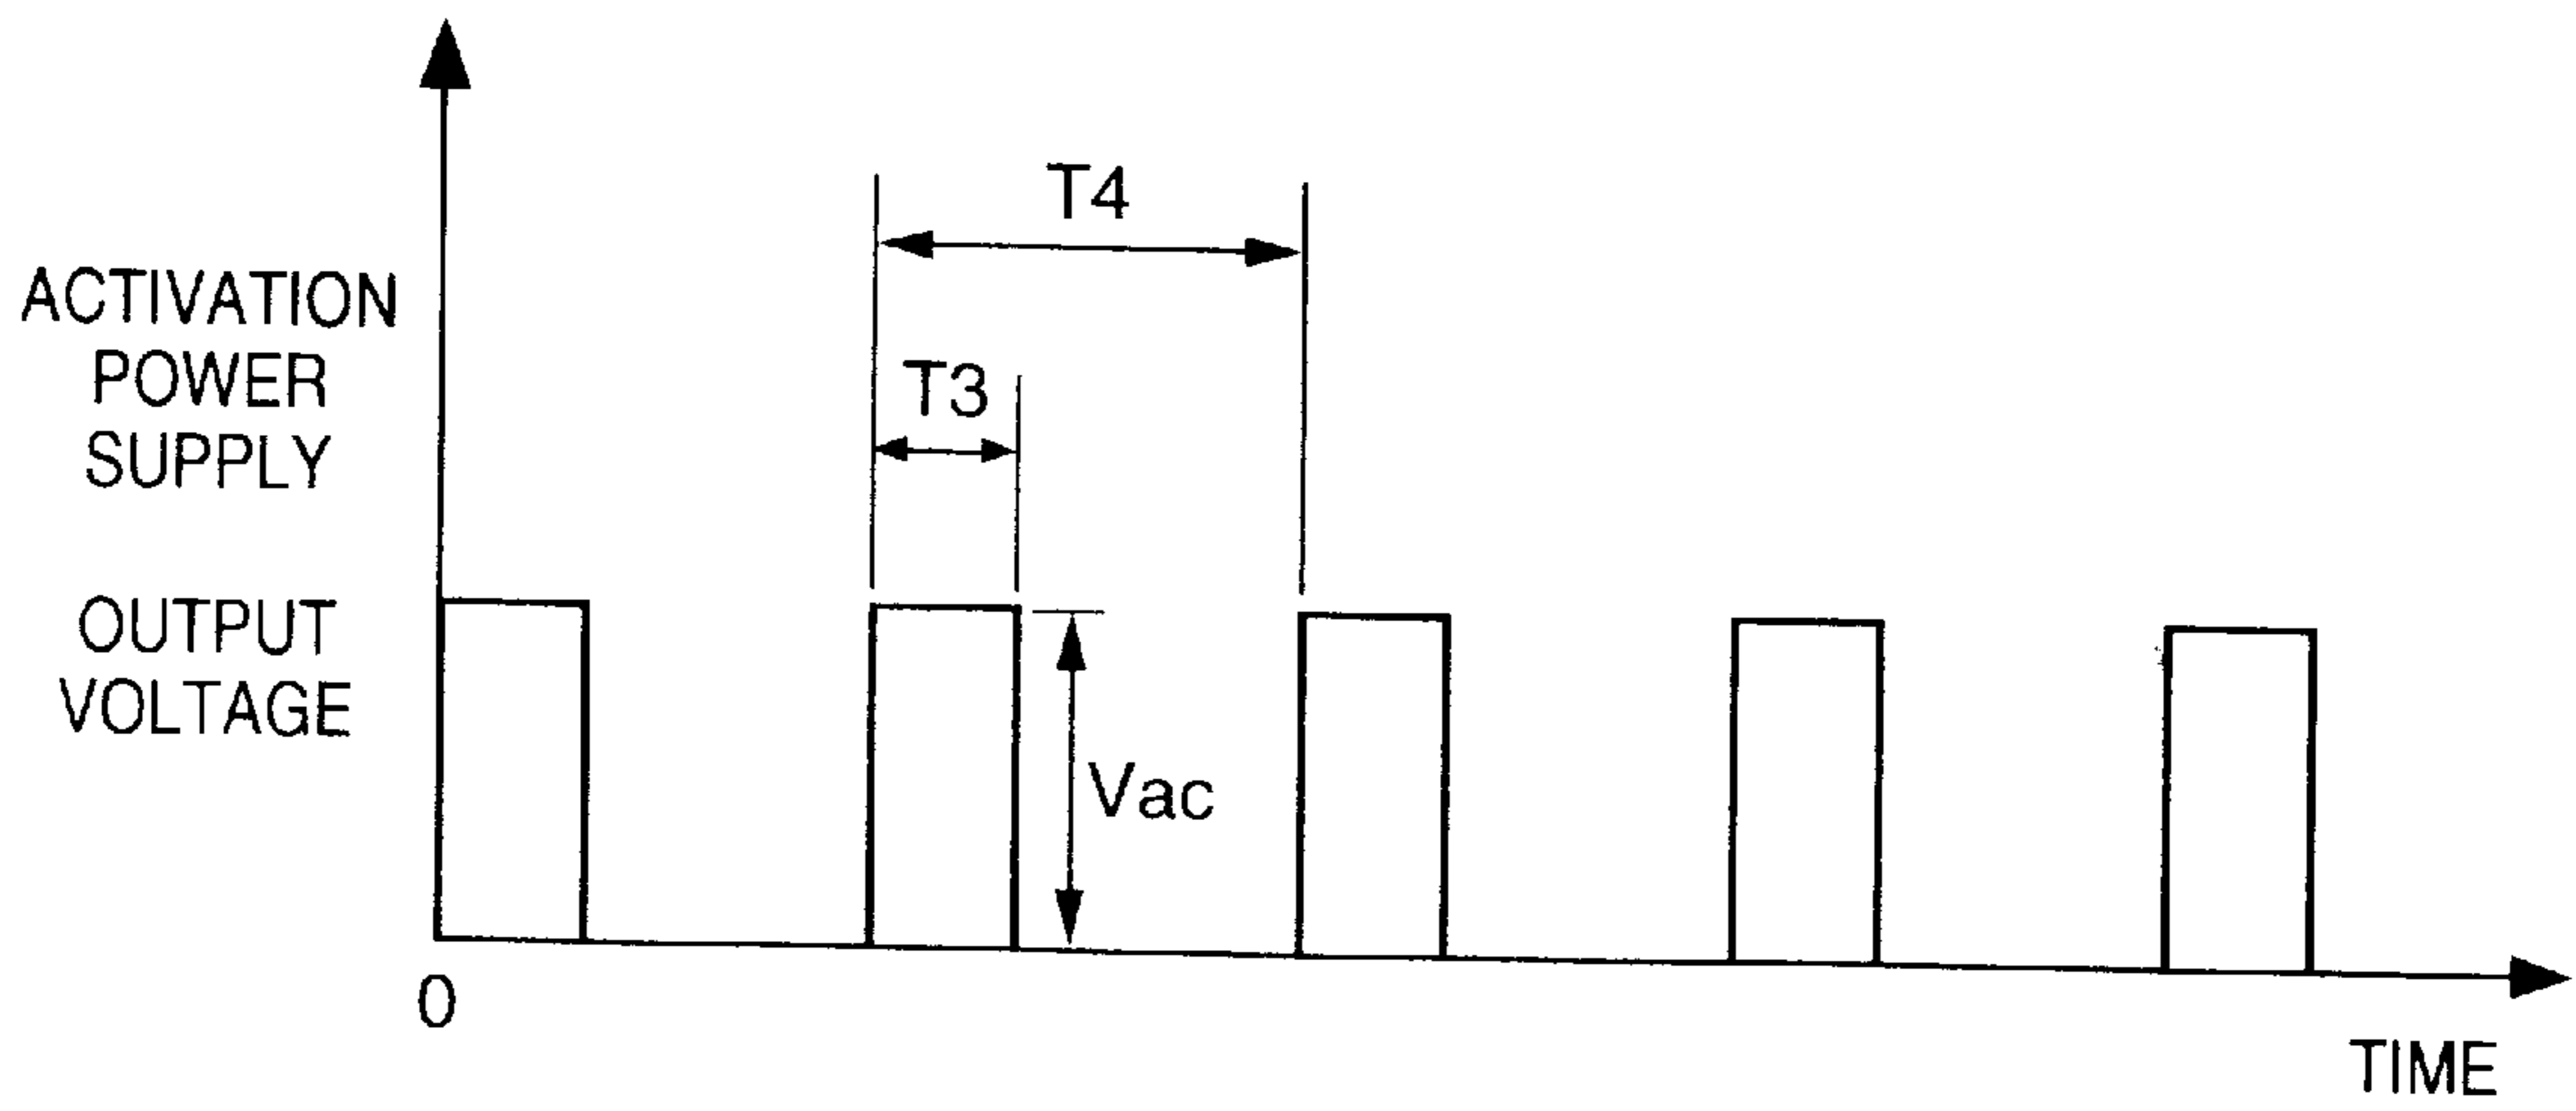 T4
T3
ACTIVATION
POWER
SUPPLY
OUTPUT
VOLTAGE
Vac
0
TIME